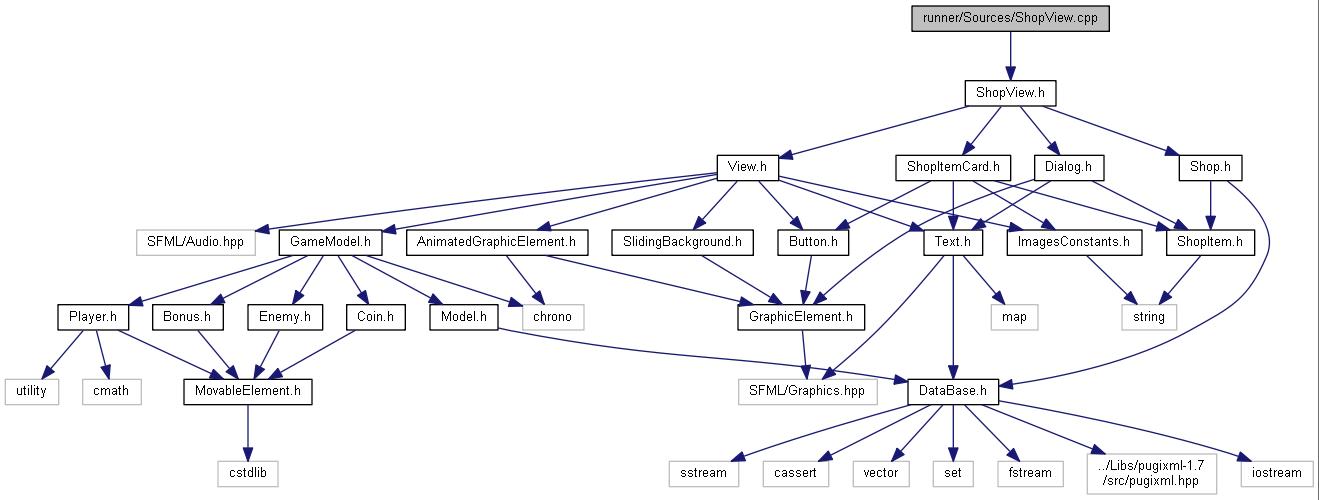 runner/Sources/ShopView.cpp
ShopView.h
View.h
ShopItemCard.h
Dialog.h
Shop.h
SFML/Audio.hpp
GameModel.h
AnimatedGraphicElement.h
SlidingBackground.h
Button.h
Text.h
ImagesConstants.h
ShopItem.h
Player.h
Bonus.h
Enemy.h
Coin.h
Model.h
chrono
GraphicElement.h
map
string
utility
cmath
MovableElement.h
SFML/Graphics.hpp
DataBase.h
cstdlib
sstream
cassert
vector
set
fstream
../Libs/pugixml-1.7
/src/pugixml.hpp
iostream